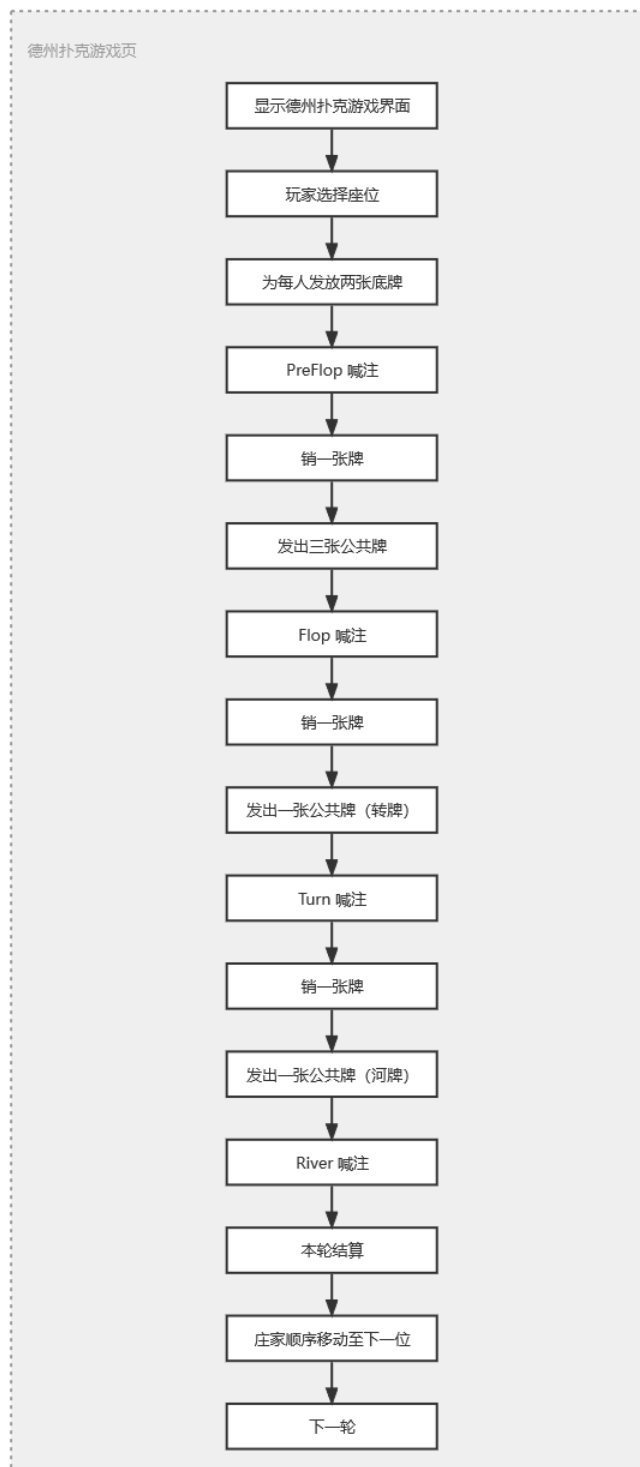 德州扑克游戏页
显示德州扑克游戏界面
玩家选择座位
为每人发放两张底牌
PreFlop 喊注
销一张牌
发出三张公共牌
Flop 喊注
销一张牌
发出一张公共牌（转牌）
Turn 喊注
销一张牌
发出一张公共牌（河牌）
River 喊注
本轮结算
庄家顺序移动至下一位
下一轮